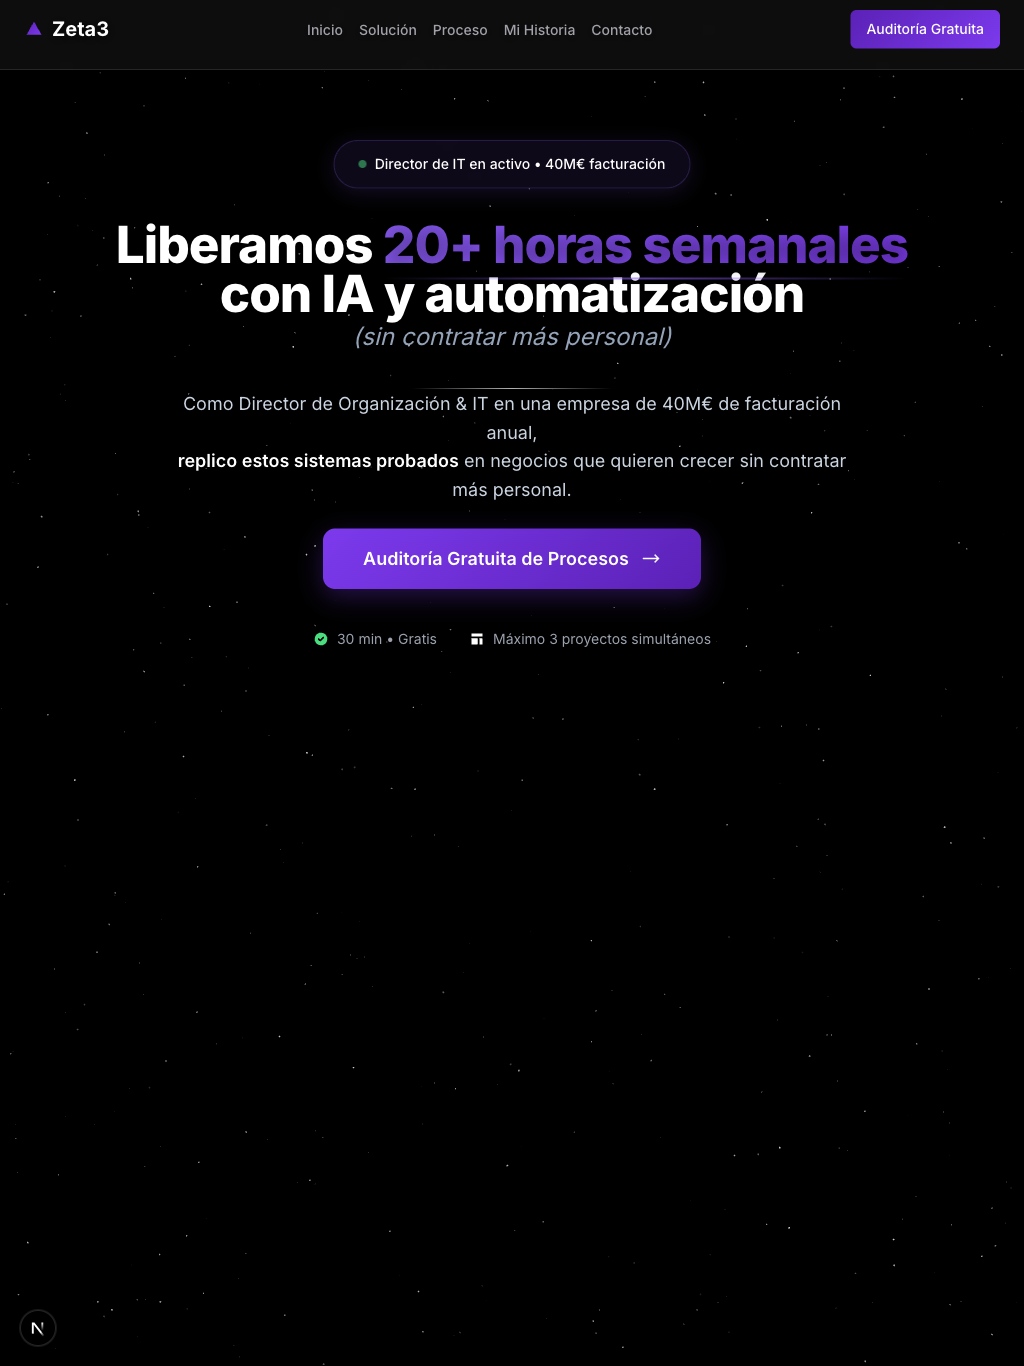 Zeta3
Inicio Solución Proceso Mi Historia Contacto
Auditoría Gratuita
Director de IT en activo • 40M€ facturación
Liberamos 20+ horas semanales
con IA y automatización
(sin contratar más personal)
Como Director de Organización & IT en una empresa de 40M€ de facturación
anual,
replico estos sistemas probados en negocios que quieren crecer sin contratar
más personal.
Auditoría Gratuita de Procesos →
30 min • Gratis
Máximo 3 proyectos simultáneos
N